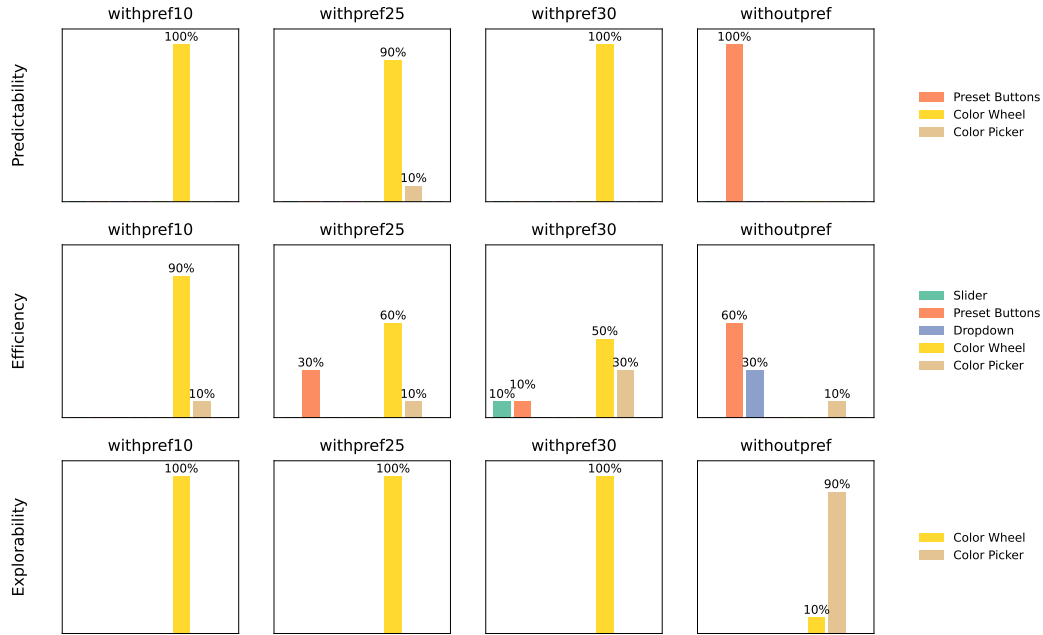 withpref10 withpref25 withpref30 withoutpref
Predictability
100%
90%
10%
100%
100%
Preset Buttons
Color Wheel
Color Picker
withpref10 withpref25 withpref30 withoutpref
Efficiency
90%
10%
30%
60%
10%
10%
10%
50%
30%
60%
30%
10%
Slider
Preset Buttons
Dropdown
Color Wheel
Color Picker
withpref10 withpref25 withpref30 withoutpref
Explorability
100%
100%
100%
10%
90%
Color Wheel
Color Picker